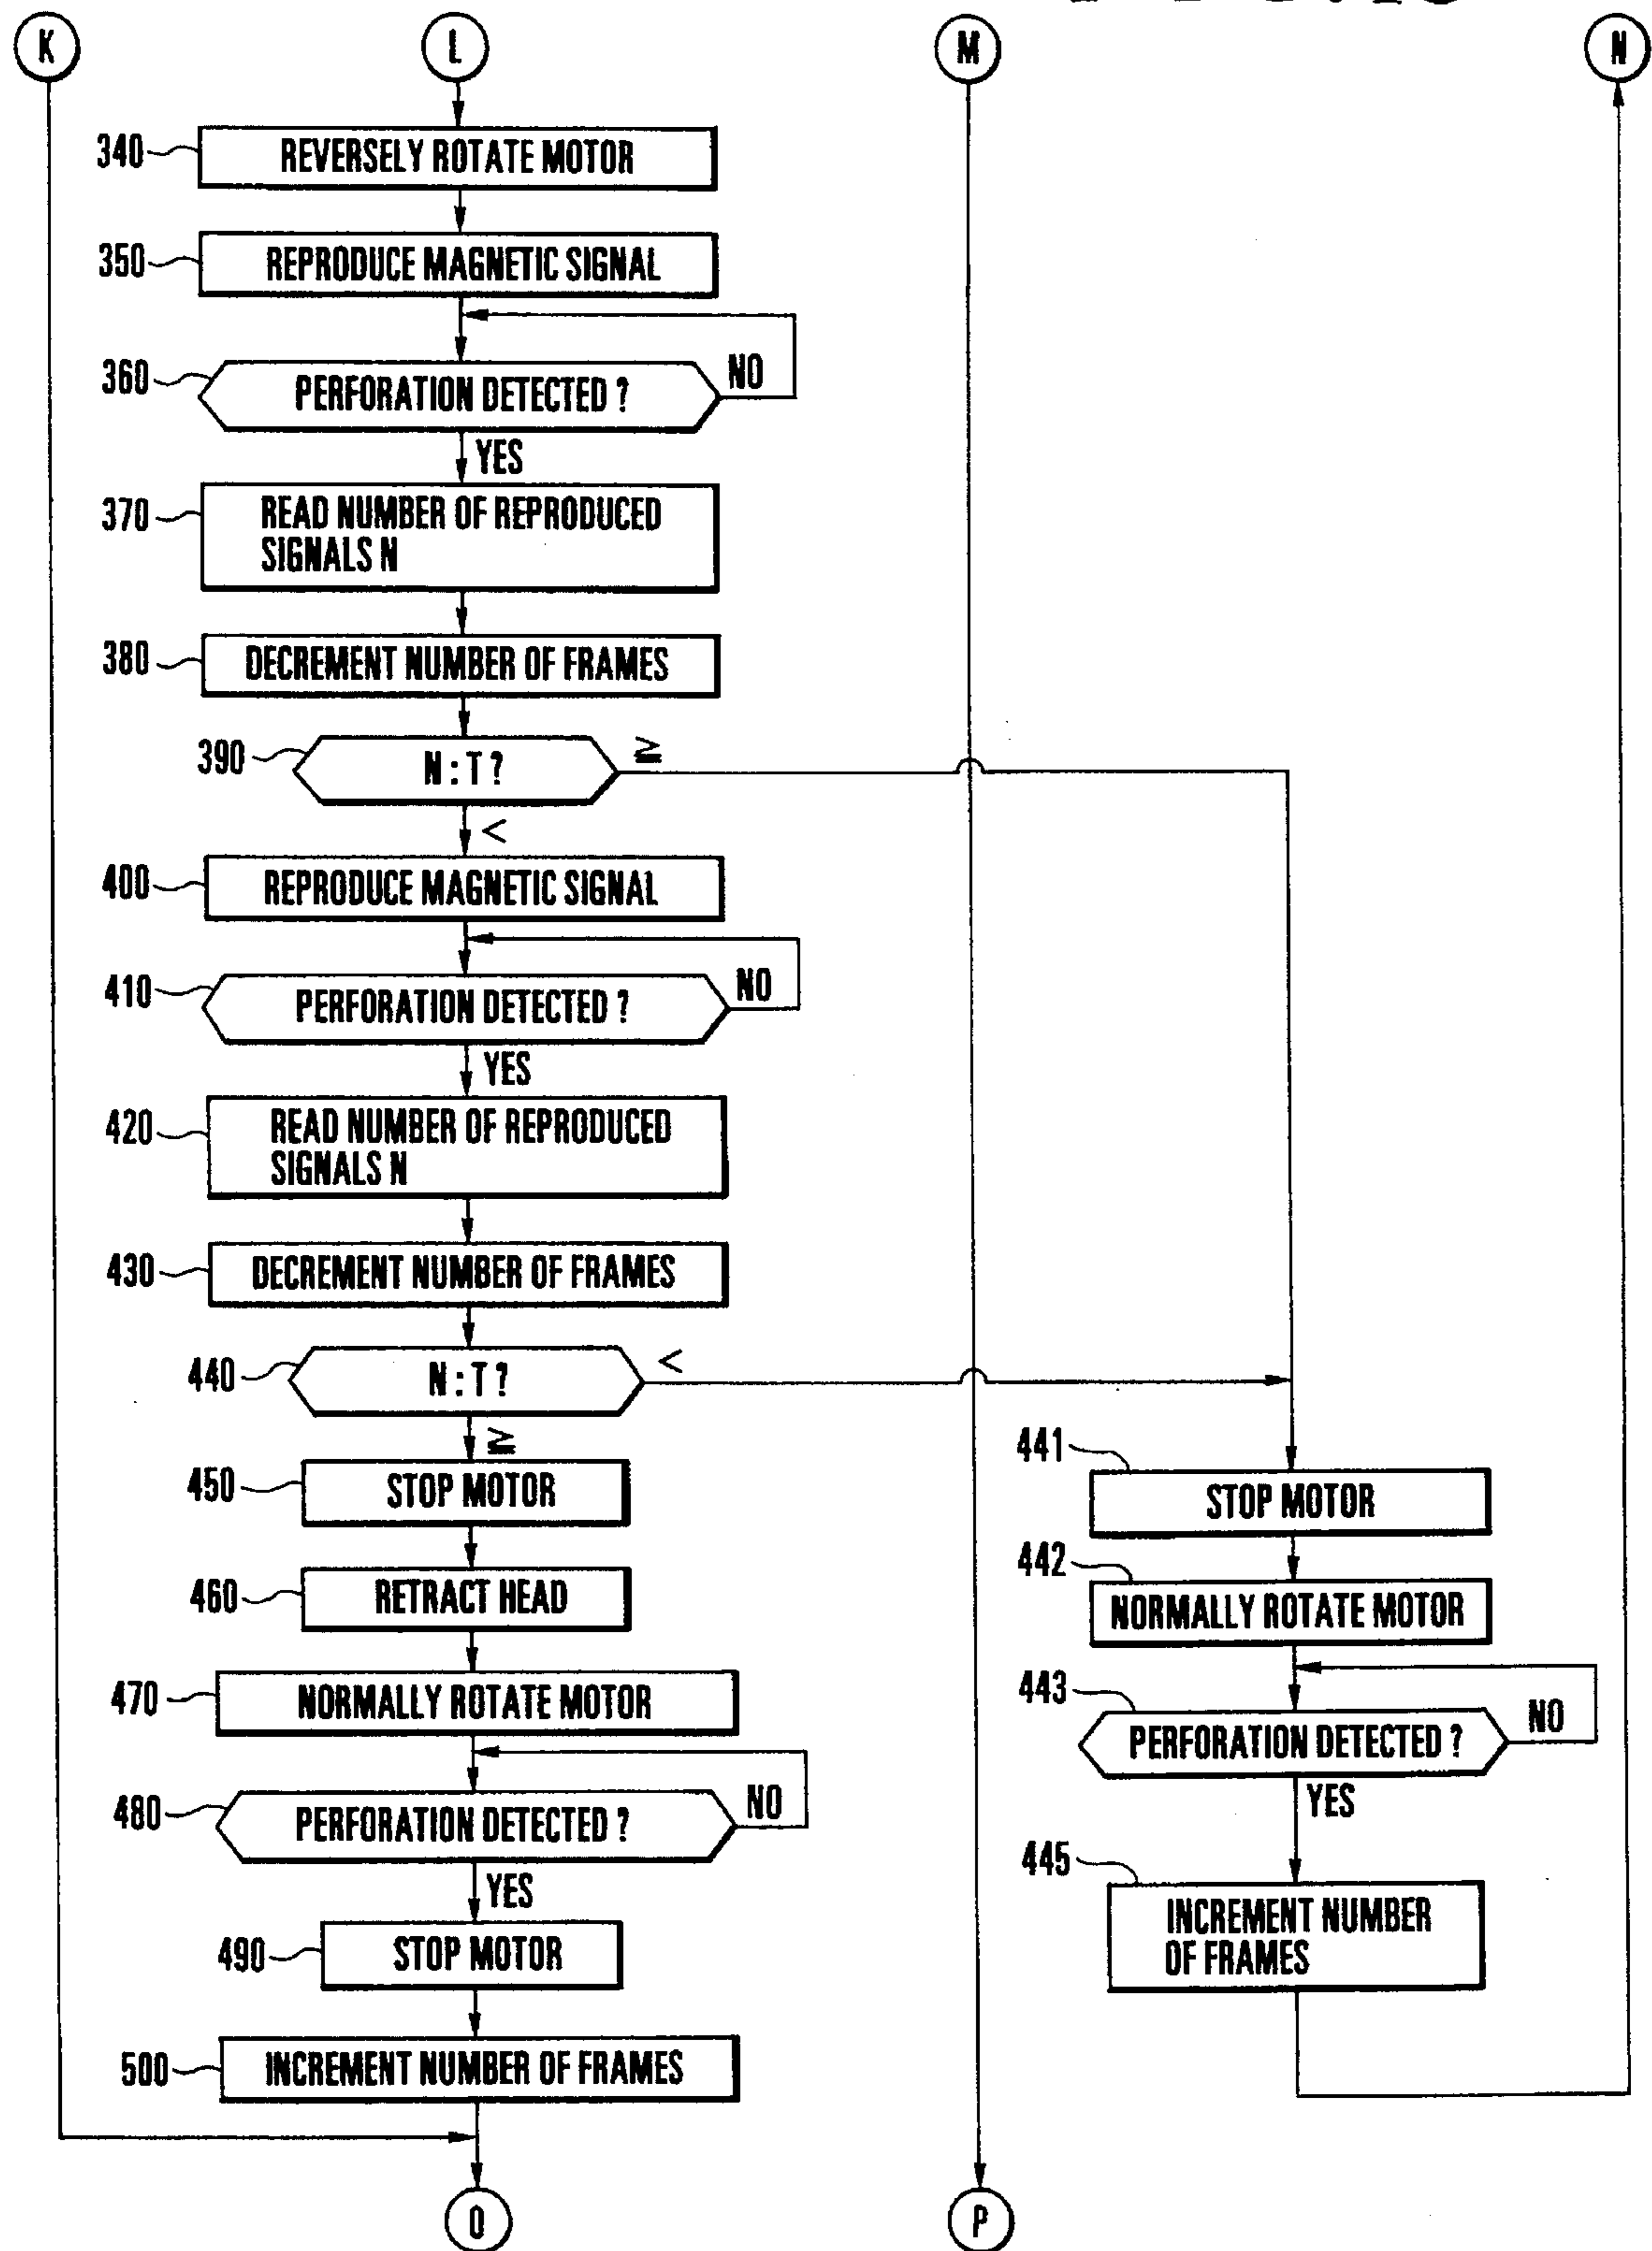 K
L
M
N
340
REVERSELY ROTATE MOTOR
350
REPRODUCE MAGNETIC SIGNAL
360
PERFORATION DETECTED ?
NO
YES
370
READ NUMBER OF REPRODUCED
SIGNALS N
380
DECREMENT NUMBER OF FRAMES
390
N : T ?
≧
<
400
REPRODUCE MAGNETIC SIGNAL
410
PERFORATION DETECTED ?
NO
YES
420
READ NUMBER OF REPRODUCED
SIGNALS N
430
DECREMENT NUMBER OF FRAMES
440
N : T ?
<
≧
450
STOP MOTOR
460
RETRACT HEAD
470
NORMALLY ROTATE MOTOR
480
PERFORATION DETECTED ?
NO
YES
490
STOP MOTOR
500
INCREMENT NUMBER OF FRAMES
441
STOP MOTOR
442
NORMALLY ROTATE MOTOR
443
PERFORATION DETECTED ?
NO
YES
445
INCREMENT NUMBER
OF FRAMES
O
P